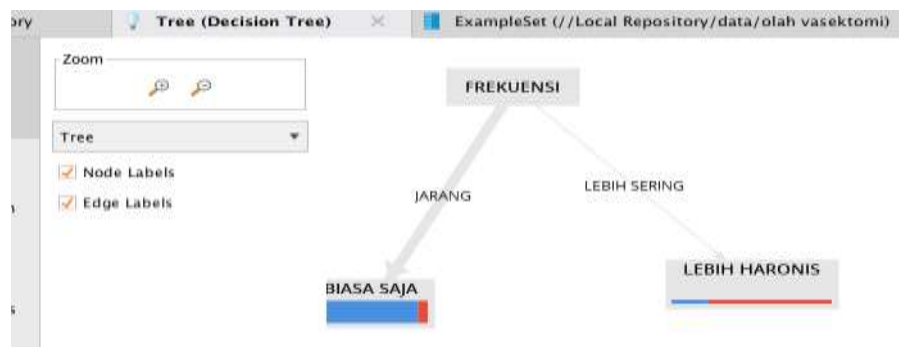 ory
Tree (Decision Tree)
ExampleSet (//Local Repository/data/olah vasektomi)
Zoom
FREKUENSI
Tree
Node Labels
Edge Labels
JARANG
LEBIH SERING
BIASA SAJA
LEBIH HARONIS